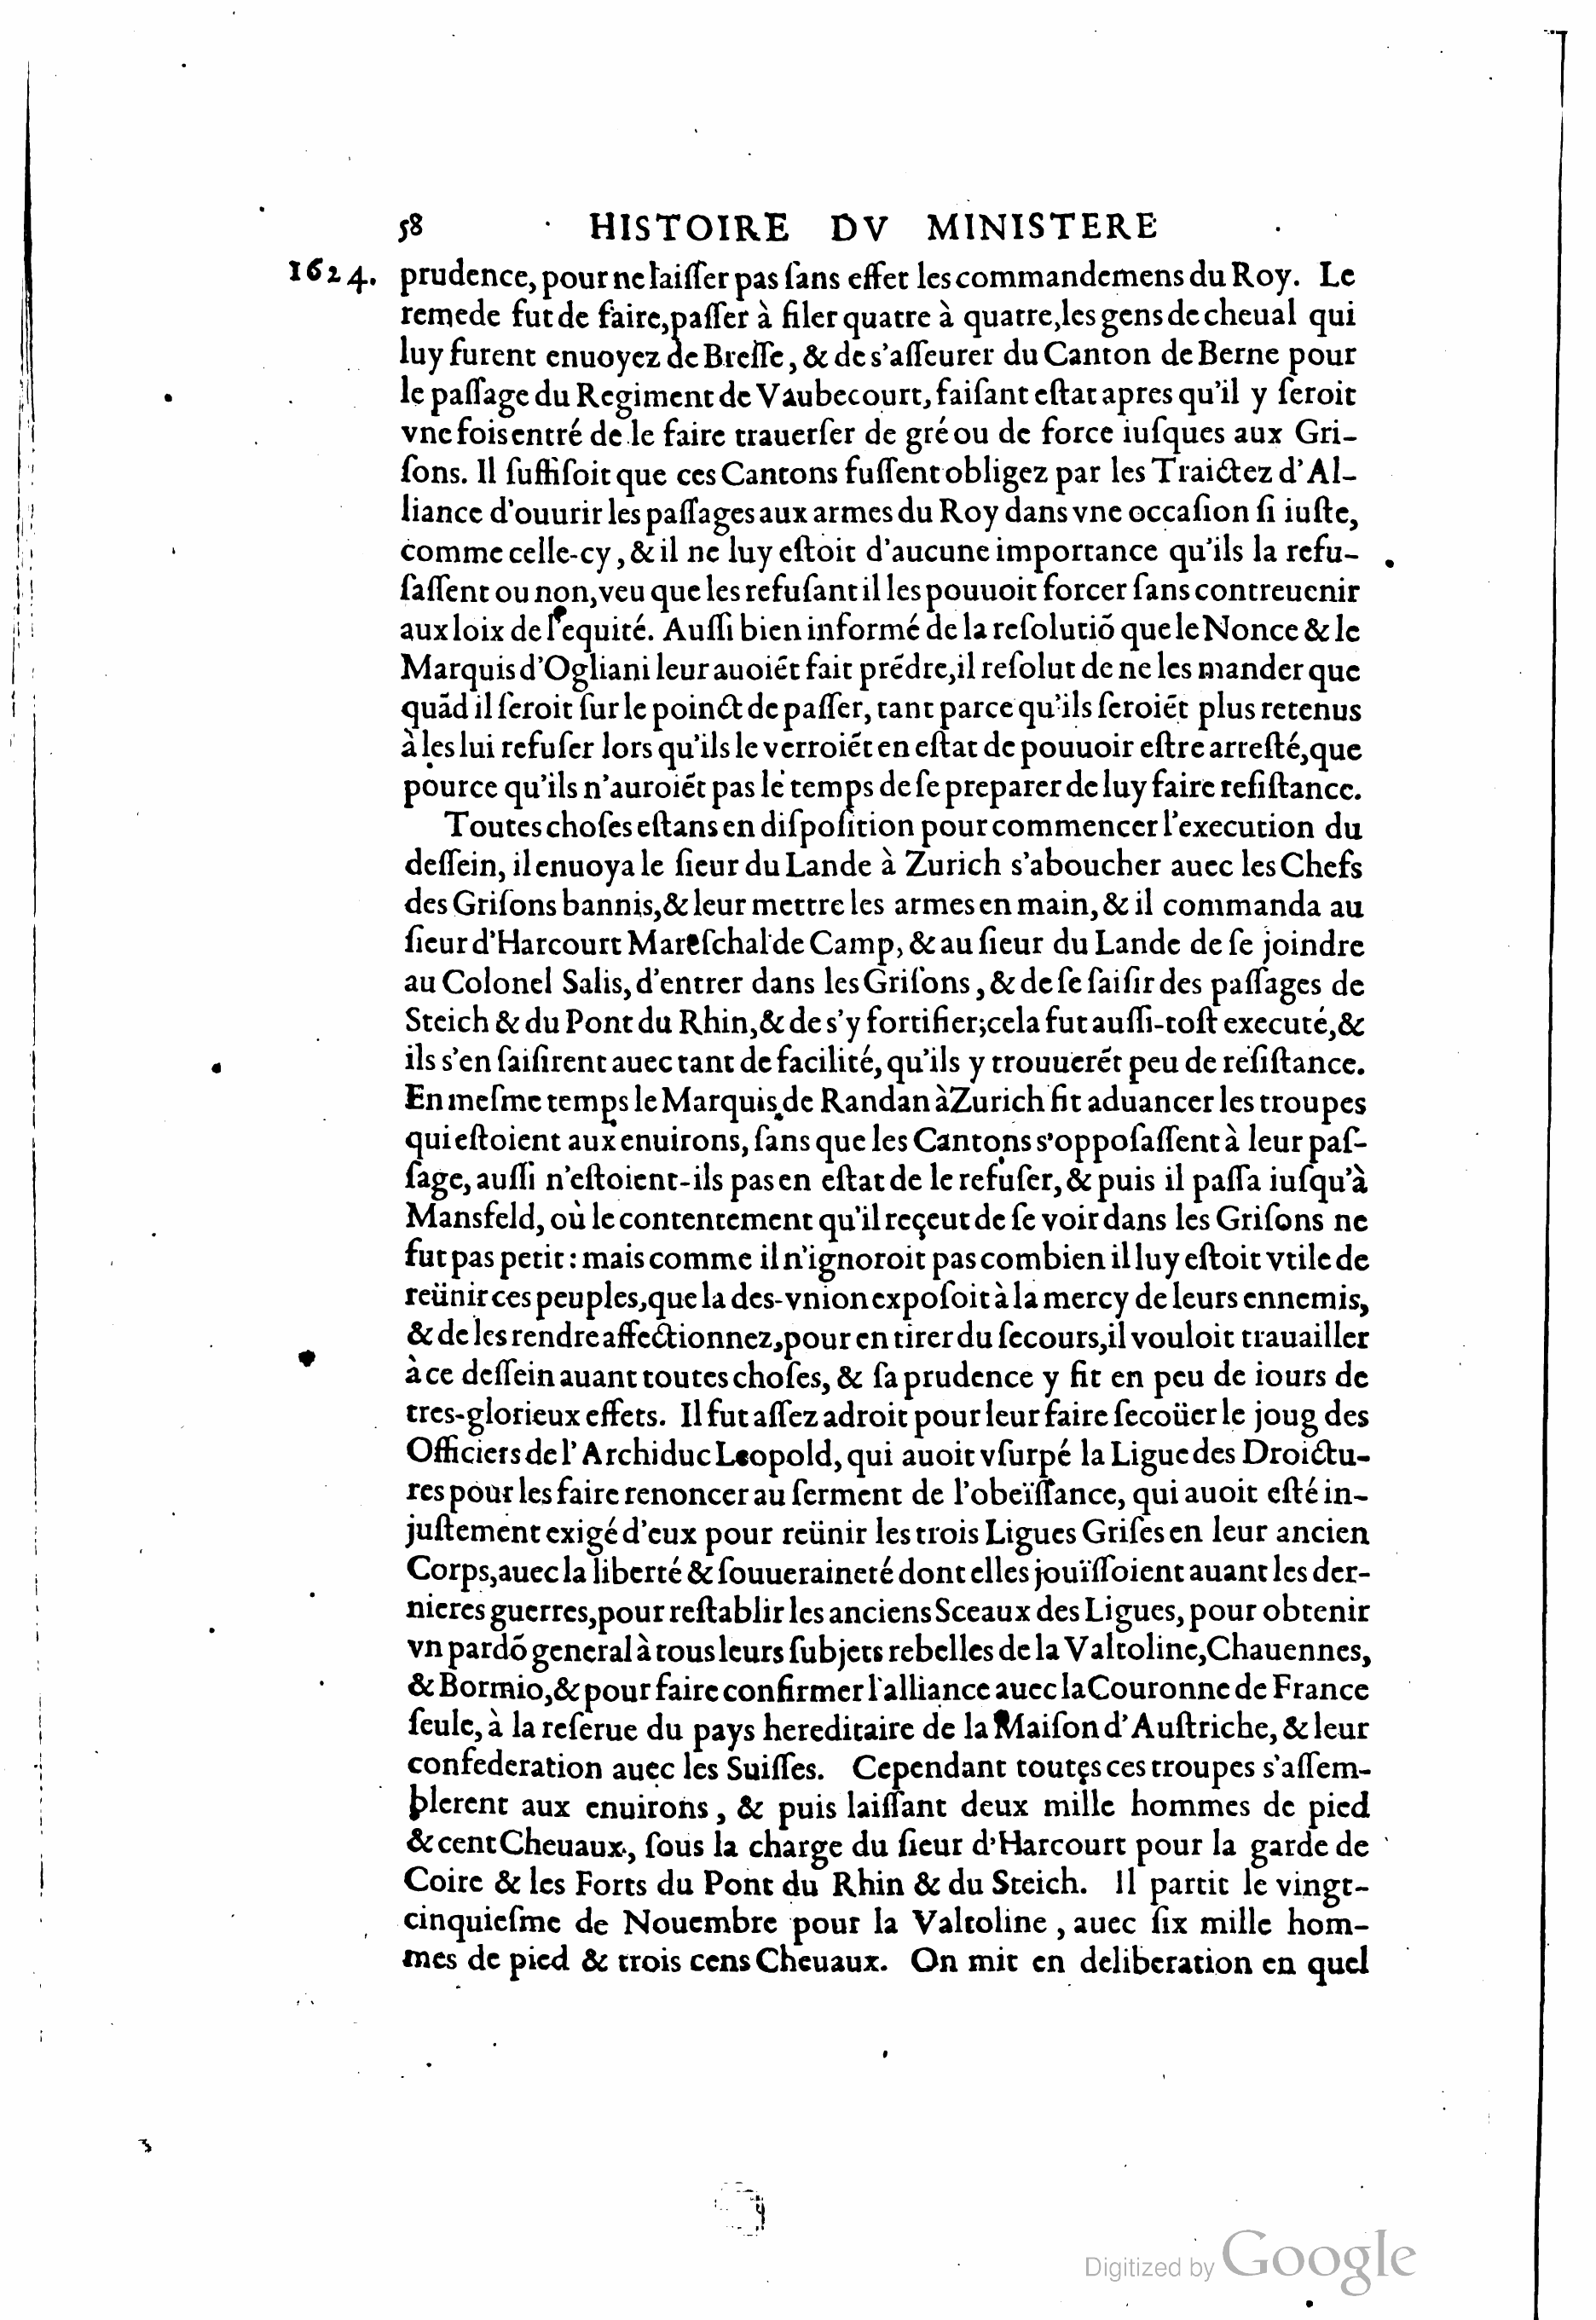 58 HISTOIRE DV MINISTERE
1624. prudence, pour ne laiſſer pas ſans effet les commandemens du Roy. Le
remede fut de faire, paſſer à filer quatre à quatre, les gens de cheual qui
luy furent enuoyez de Breſſe, & de s'aſſeurer du Canton de Berne pour
le paſſage du Regiment de Vaubecourt, faiſant eſtat apres qu'il y ſeroit
vne fois entré de le faire trauerſer de gré ou de force iuſques aux Gri-
ſons. Il ſuffiſoit que ces Cantons fuſſent obligez par les Traictez d'Al-
liance d'ouurir les paſſages aux armes du Roy dans vne occaſion ſi iuſte,
comme celle-cy, & il ne luy eſtoit d'aucune importance qu'ils la refu-
ſaſſent ou non, veu que les refuſant il les pouuoit forcer ſans contreuenir
aux loix de l'equité. Auſſi bien informé de la reſolutiõ que le Nonce & le
Marquis d'Ogliani leur auoiẽt fait prẽdre, il reſolut de ne les mander que
quãd il ſeroit ſur le poinct de paſſer, tant parce qu'ils ſeroiẽt plus retenus
à les lui refuſer lors qu'ils le verroiẽt en eſtat de pouuoir eſtre arreſté, que
pource qu'ils n'auroiẽt pas le temps de ſe preparer de luy faire reſiſtance.
Toutes choſes eſtans en diſpoſition pour commencer l'execution du
deſſein, il enuoya le ſieur du Lande à Zurich s'aboucher auec les Chefs
des Griſons bannis, & leur mettre les armes en main, & il commanda au
ſieur d'Harcourt Mareſchal de Camp, & au ſieur du Lande de ſe joindre
au Colonel Salis, d'entrer dans les Griſons, & de ſe ſaiſir des paſſages de
Steich & du Pont du Rhin, & de s'y fortifier; cela fut auſſi-toſt executé, &
ils s'en ſaiſirent auec tant de facilité, qu'ils y trouuerẽt peu de reſiſtance.
En meſme temps le Marquis de Randan à Zurich fit aduancer les troupes
qui eſtoient aux enuirons, ſans que les Cantons s'oppoſaſſent à leur paſ-
ſage, auſſi n'eſtoient-ils pas en eſtat de le refuſer, & puis il paſſa iuſqu'à
Mansfeld, où le contentement qu'il reçeut de ſe voir dans les Griſons ne
fut pas petit: mais comme il n'ignoroit pas combien il luy eſtoit vtile de
reünir ces peuples, que la des-vnion expoſoit à la mercy de leurs ennemis,
& de les rendre affectionnez, pour en tirer du ſecours, il vouloit trauailler
à ce deſſein auant toutes choſes, & ſa prudence y fit en peu de iours de
tres-glorieux effets. Il fut aſſez adroit pour leur faire ſecoüer le joug des
Officiers de l'Archiduc Leopold, qui auoit vſurpé la Ligue des Droictu-
res pour les faire renoncer au ſerment de l'obeïſſance, qui auoit eſté in-
juſtement exigé d'eux pour reünir les trois Ligues Griſes en leur ancien
Corps, auec la liberté & ſouueraineté dont elles jouïſſoient auant les der-
nieres guerres, pour reſtablir les anciens Sceaux des Ligues, pour obtenir
vn pardõ general à tous leurs ſubjets rebelles de la Valtoline, Chauennes,
& Bormio, & pour faire confirmer l'alliance auec la Couronne de France
ſeule, à la reſerue du pays hereditaire de la Maiſon d'Auſtriche, & leur
confederation auec les Suiſſes. Cependant toutes ces troupes s'aſſem-
blerent aux enuirons, & puis laiſſant deux mille hommes de pied
& cent Cheuaux, ſous la charge du ſieur d'Harcourt pour la garde de
Coire & les Forts du Pont du Rhin & du Steich. Il partit le vingt-
cinquieſme de Nouembre pour la Valtoline, auec ſix mille hom-
mes de pied & trois cens Cheuaux. On mit en deliberation en quel
Digitized by Google